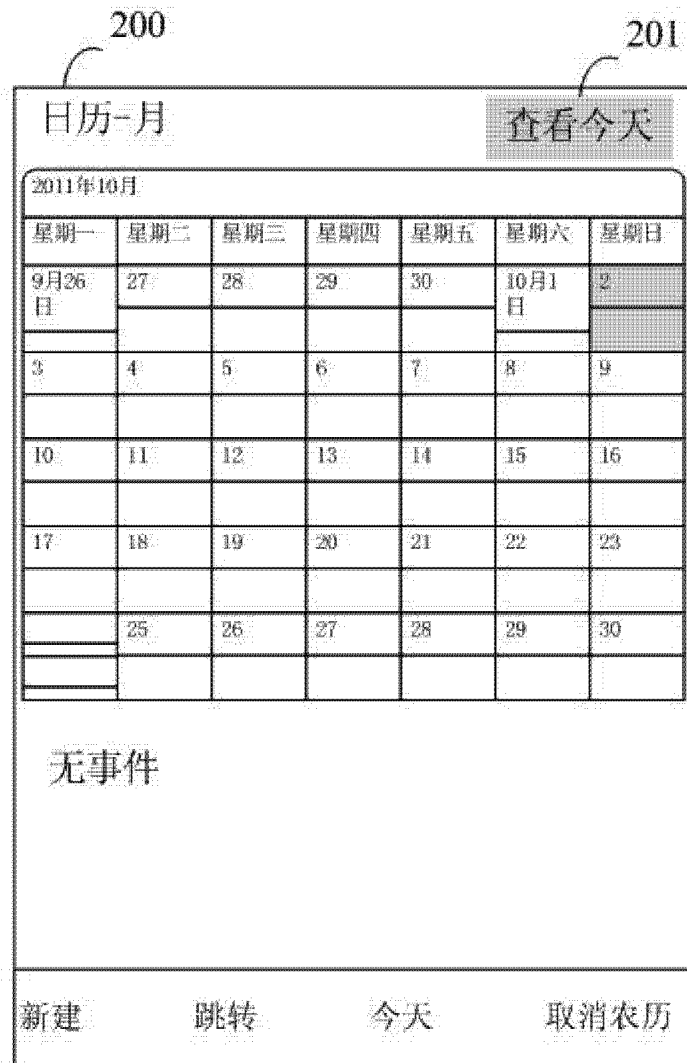 200
201
日历-月 查看今天
2011年10月
星期一 星期二 星期三 星期四 星期五 星期六 星期日
9月26日 27 28 29 30 10月1日 2
3 4 5 6 7 8 9
10 11 12 13 14 15 16
17 18 19 20 21 22 23
25 26 27 28 29 30
无事件
新建 跳转 今天 取消农历